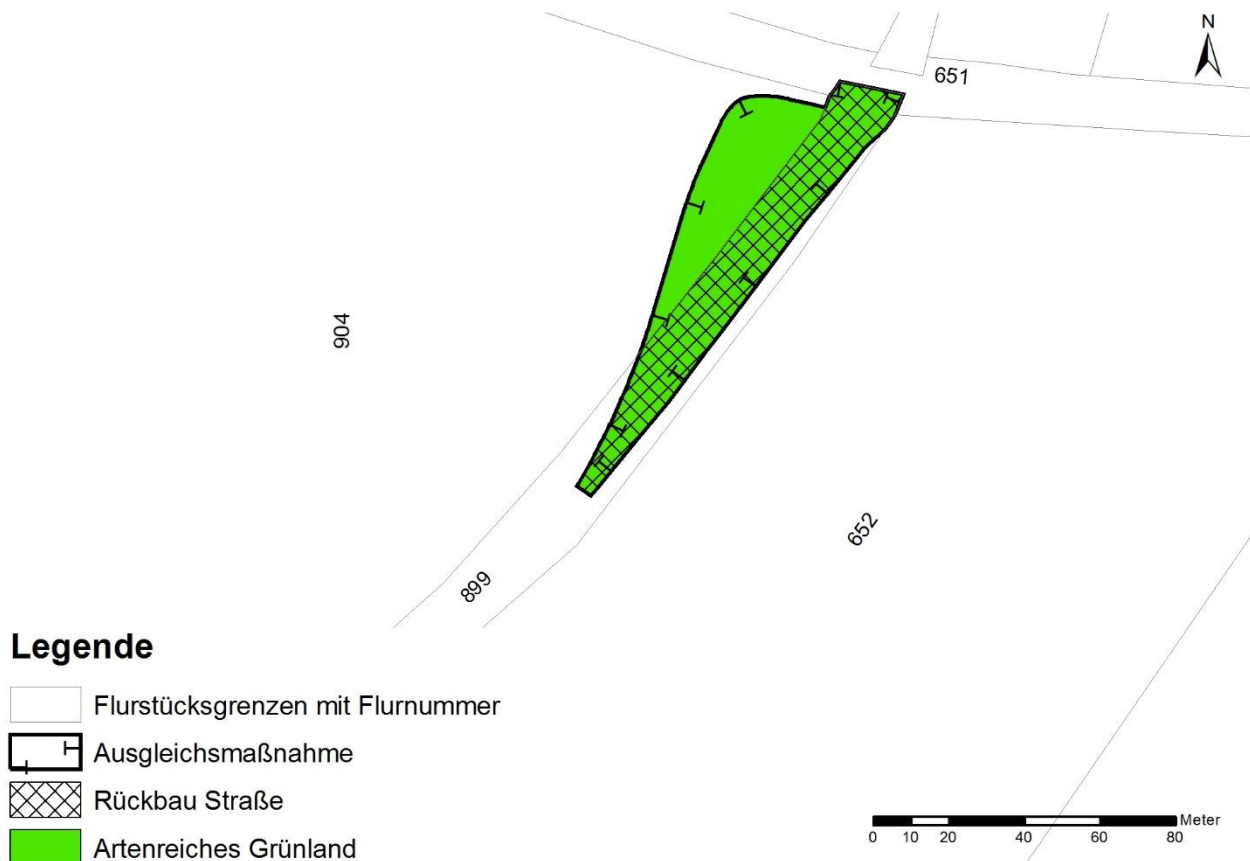 N
651
904
652
899
Legende
Flurstücksgrenzen mit Flurnummer
Ausgleichsmaßnahme
Rückbau Straße
Artenreiches Grünland
Meter
0 10 20 40 60 80